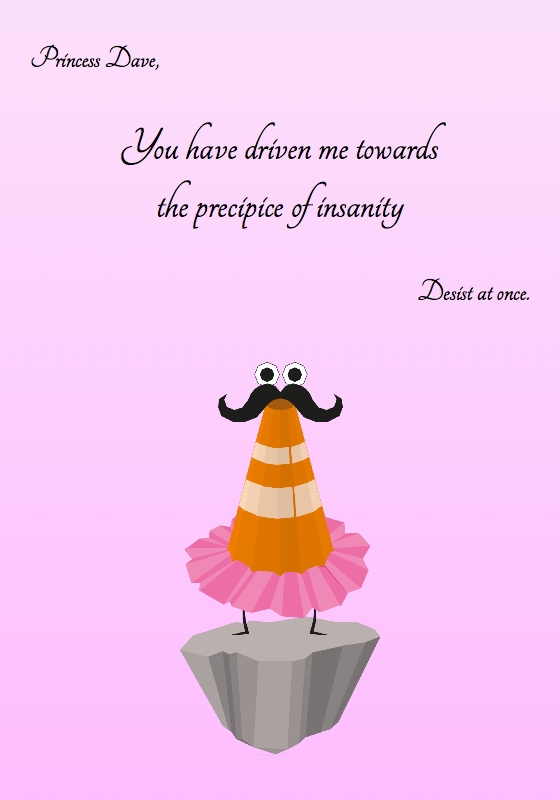 Princess Dave,
You have driven me towards
the precipice of insanity
Desist at once.